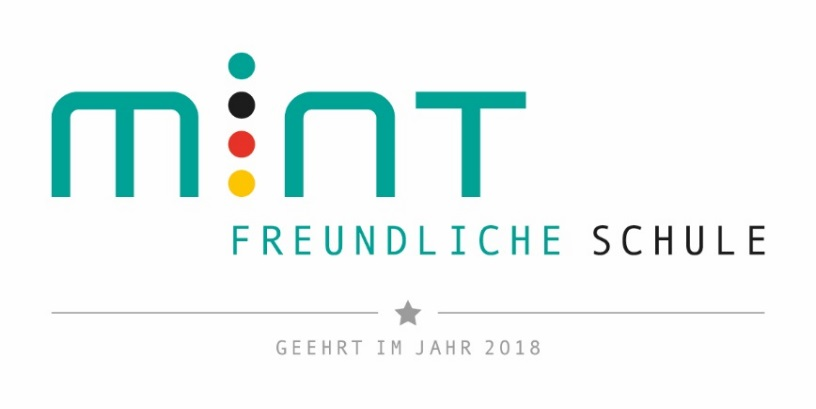 mint
FREUNDLICHE SCHULE
GEEHRT IM JAHR 2018